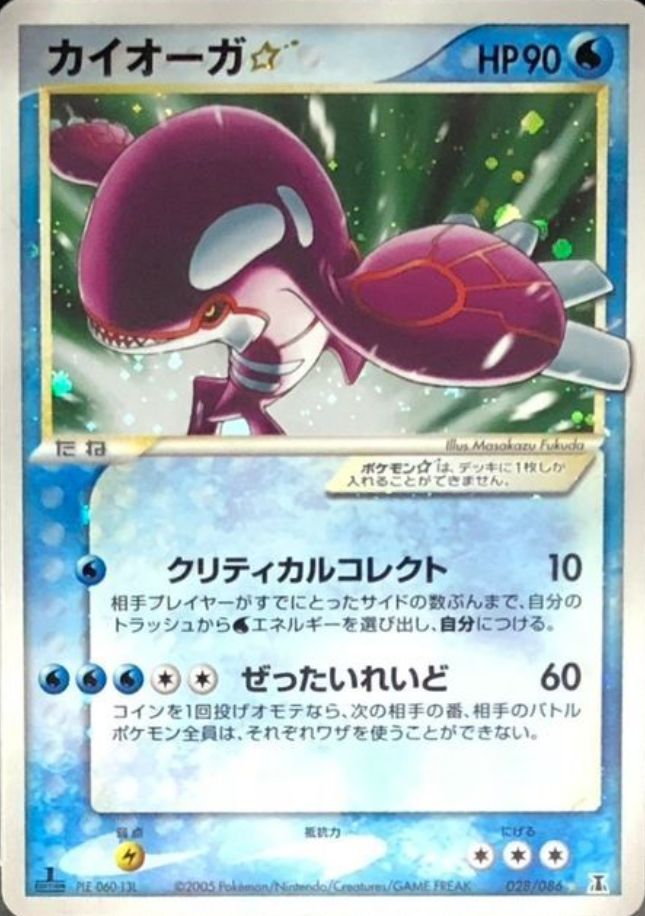 カイオーガ☆ HP90
たね
Illus.Masakazu Fukuda
ポケモン☆は、デッキに1枚しか
入れることができません。
クリティカルコレクト 10
相手プレイヤーがすでにとったサイドの数ぶんまで、自分の
トラッシュからエネルギーを選び出し、自分につける。
ぜったいれいど 60
コインを1回投げオモテなら、次の相手の番、相手のバトル
ポケモン全員は、それぞれワザを使うことができない。
弱点 抵抗力 にげる
1 EDITION PLE-060-13L ©2005 Pokémon/Nintendo/Creatures/GAME FREAK 028/086